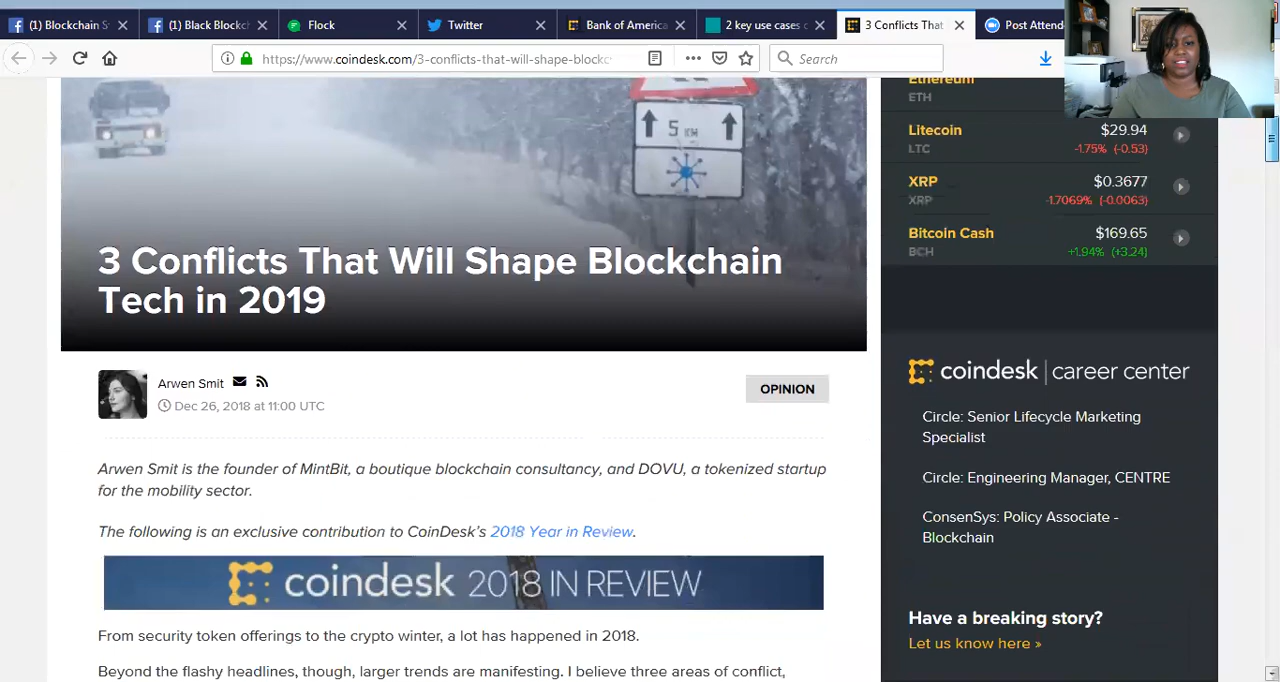 (1) Blockchain S
(1) Black Blockch
Flock
Twitter
Bank of America
2 key use cases o
3 Conflicts That
Post Attend
https://www.coindesk.com/3-conflicts-that-will-shape-blockc
Search
5 KM
3 Conflicts That Will Shape Blockchain
Tech in 2019
Arwen Smit
Dec 26, 2018 at 11:00 UTC
OPINION
Arwen Smit is the founder of MintBit, a boutique blockchain consultancy, and DOVU, a tokenized startup
for the mobility sector.
The following is an exclusive contribution to CoinDesk's 2018 Year in Review.
coindesk 2018 IN REVIEW
From security token offerings to the crypto winter, a lot has happened in 2018.
Beyond the flashy headlines, though, larger trends are manifesting. I believe three areas of conflict,
Ethereum
ETH
Litecoin $29.94
LTC -1.75% (-0.53)
XRP $0.3677
XRP -1.7069% (-0.0063)
Bitcoin Cash $169.65
BCH +1.94% (+3.24)
coindesk | career center
Circle: Senior Lifecycle Marketing
Specialist
Circle: Engineering Manager, CENTRE
ConsenSys: Policy Associate -
Blockchain
Have a breaking story?
Let us know here »